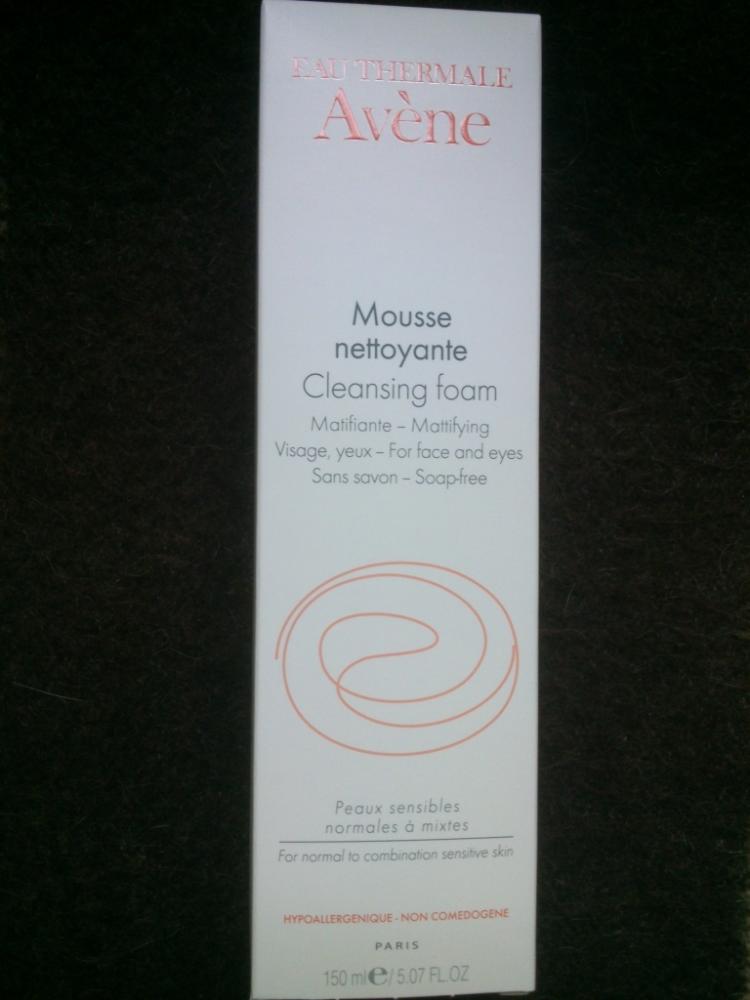 EAU THERMALE
Avène
Mousse
nettoyante
Cleansing foam
Matifiante – Mattifying
Visage, yeux – For face and eyes
Sans savon – Soap-free
Peaux sensibles
normales à mixtes
For normal to combination sensitive skin
HYPOALLERGENIQUE - NON COMEDOGENE
PARIS
150 ml℮/ 5.07 FL.OZ